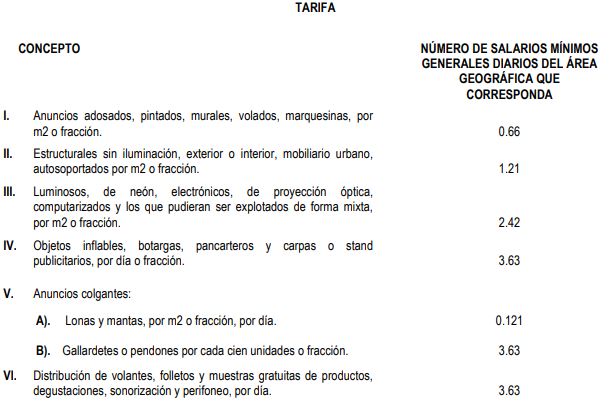 TARIFA
CONCEPTO
NÚMERO DE SALARIOS MÍNIMOS
GENERALES DIARIOS DEL ÁREA
GEOGRÁFICA QUE
CORRESPONDA
I. Anuncios adosados, pintados, murales, volados, marquesinas, por
m2 o fracción. 0.66
II. Estructurales sin iluminación, exterior o interior, mobiliario urbano,
autosoportados por m2 o fracción. 1.21
III. Luminosos, de neón, electrónicos, de proyección óptica,
computarizados y los que pudieran ser explotados de forma mixta,
por m2 o fracción. 2.42
IV. Objetos inflables, botargas, pancarteros y carpas o stand
publicitarios, por día o fracción. 3.63
V. Anuncios colgantes:
A). Lonas y mantas, por m2 o fracción, por día. 0.121
B). Gallardetes o pendones por cada cien unidades o fracción. 3.63
VI. Distribución de volantes, folletos y muestras gratuitas de productos,
degustaciones, sonorización y perifoneo, por día. 3.63